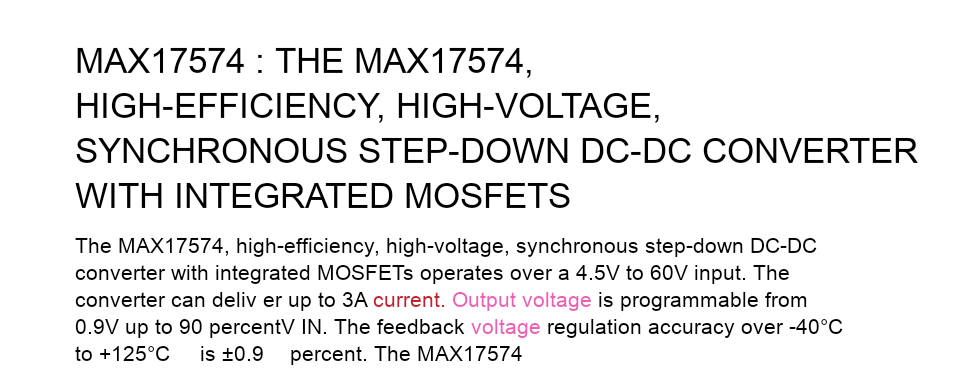 MAX17574 : THE MAX17574,
HIGH-EFFICIENCY, HIGH-VOLTAGE,
SYNCHRONOUS STEP-DOWN DC-DC CONVERTER
WITH INTEGRATED MOSFETS
The MAX17574, high-efficiency, high-voltage, synchronous step-down DC-DC
converter with integrated MOSFETs operates over a 4.5V to 60V input. The
converter can deliv er up to 3A current. Output voltage is programmable from
0.9V up to 90 percentV IN. The feedback voltage regulation accuracy over -40°C
to +125°C is ±0.9 percent. The MAX17574